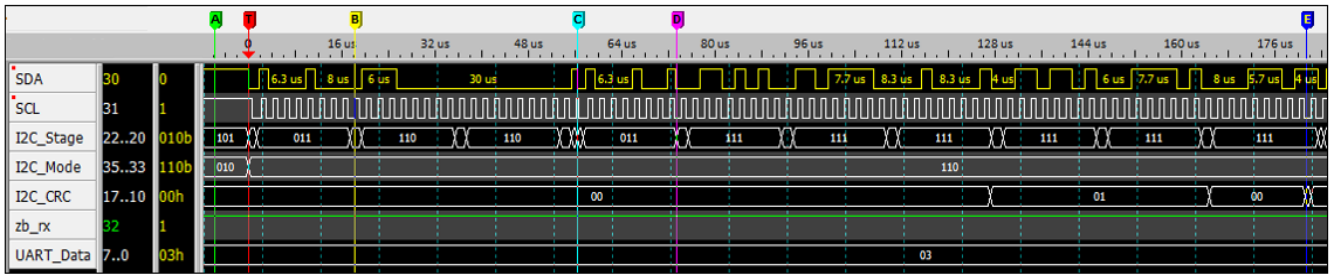 A T B C D E
0 16 us 32 us 48 us 64 us 80 us 96 us 112 us 128 us 144 us 160 us 176 us
SDA 30 0 6.3 us 8 us 6 us 30 us 6.3 us 7.7 us 8.3 us 8.3 us 4 us 6 us 7.7 us 8 us 5.7 us 4 us
SCL 31 1
I2C_Stage 22..20 010b 101 011 110 110 011 111 111 111 111 111 111
I2C_Mode 35..33 110b 010 110
I2C_CRC 17..10 00h 00 01 00
zb_rx 32 1
UART_Data 7..0 03h 03